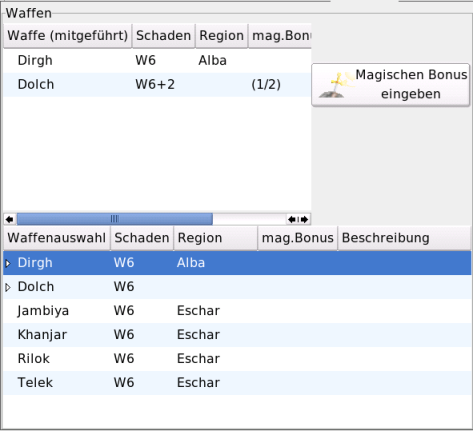 Waffen
Waffe (mitgeführt) Schaden Region mag.Bon
Dirgh W6 Alba
Dolch W6+2 (1/2)
Magischen Bonus
eingeben
Waffenauswahl Schaden Region mag.Bonus Beschreibung
Dirgh W6 Alba
Dolch W6
Jambiya W6 Eschar
Khanjar W6 Eschar
Rilok W6 Eschar
Telek W6 Eschar